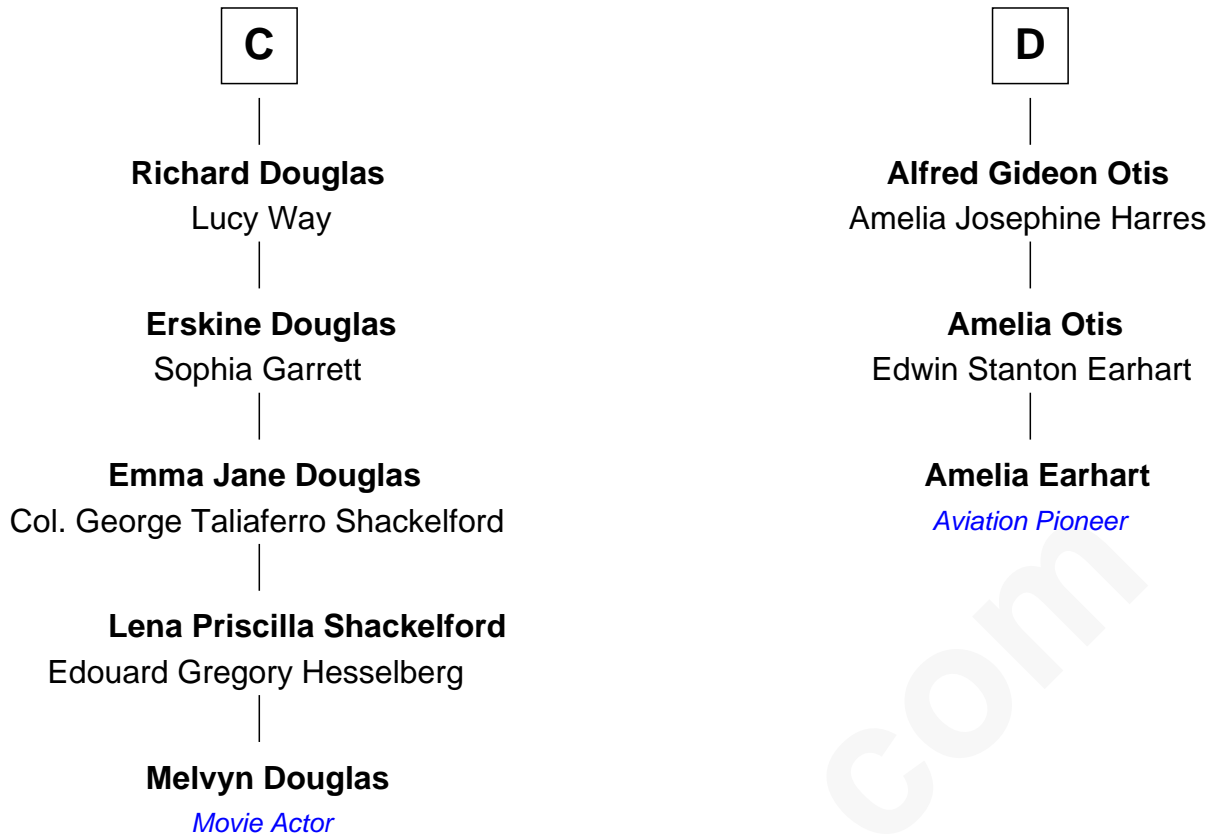 C
Richard Douglas
Lucy Way
Erskine Douglas
Sophia Garrett
Emma Jane Douglas
Col. George Taliaferro Shackelford
Lena Priscilla Shackelford
Edouard Gregory Hesselberg
Melvyn Douglas
Movie Actor
D
Alfred Gideon Otis
Amelia Josephine Harres
Amelia Otis
Edwin Stanton Earhart
Amelia Earhart
Aviation Pioneer
com